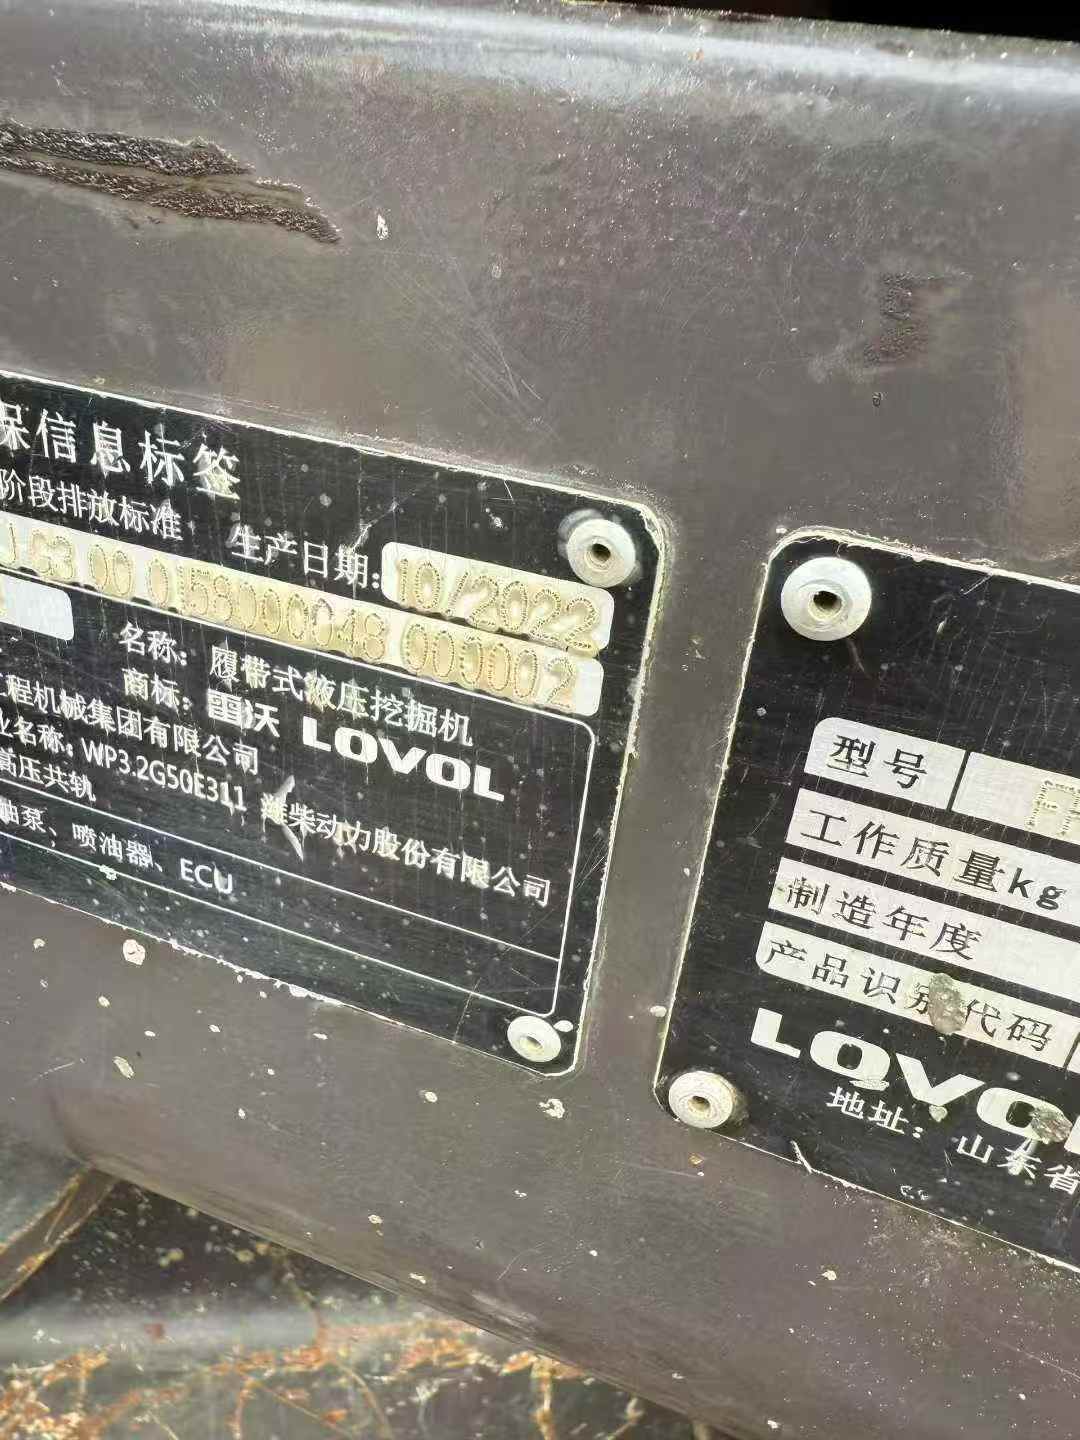 保信息标签
阶段排放标准 生产日期: 10/2022
G3 00 0158000048 000002
名称: 履带式液压挖掘机
商标: 雷沃 LOVOL
工程机械集团有限公司
业名称: WP3.2G50E311 潍柴动力股份有限公司
高压共轨
油泵、喷油器、ECU
型号
工作质量kg
制造年度
产品识别代码
LOVOL
地址: 山东省